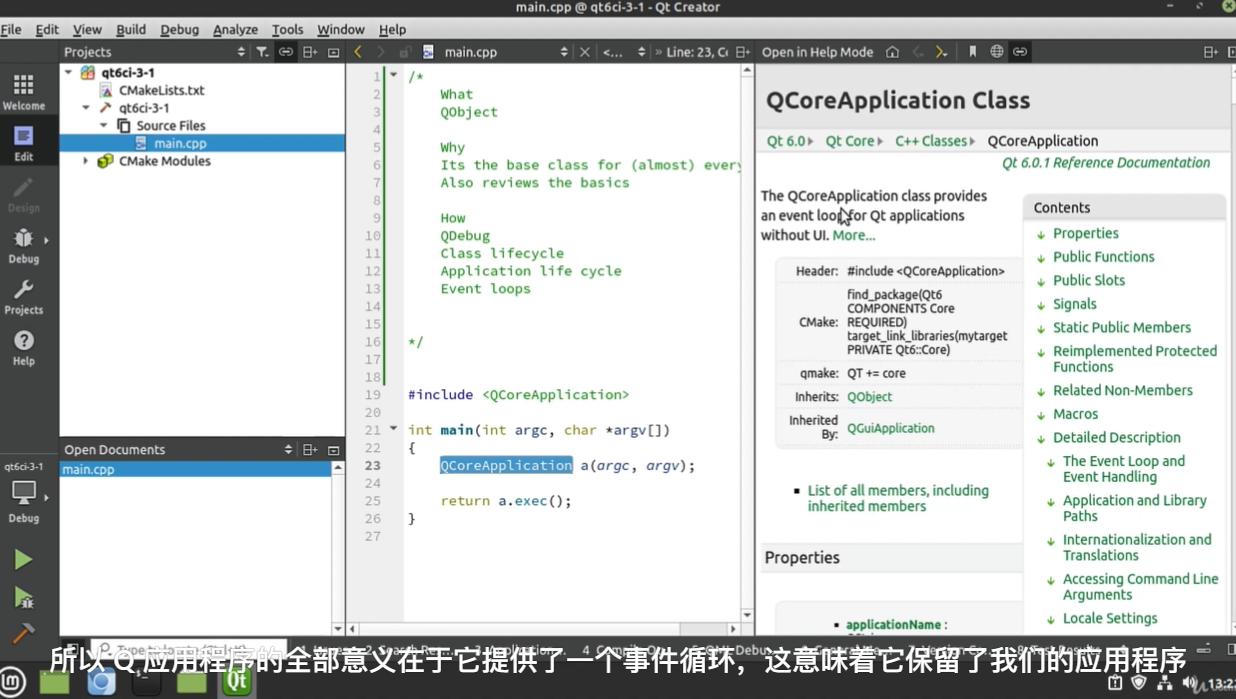 main.cpp @ qt6ci-3-1 - Qt Creator
File Edit View Build Debug Analyze Tools Window Help
Projects
main.cpp
<...
» Line: 23, C
Open in Help Mode
Welcome
Edit
Design
Debug
Projects
Help
qt6ci-3-1
Debug
qt6ci-3-1
CMakeLists.txt
qt6ci-3-1
Source Files
main.cpp
CMake Modules
Open Documents
main.cpp
1 /*
2 What
3 QObject
4
5 Why
6 Its the base class for (almost) every
7 Also reviews the basics
8
9 How
10 QDebug
11 Class lifecycle
12 Application life cycle
13 Event loops
14
15
16 */
17
18
19 #include <QCoreApplication>
20
21 int main(int argc, char *argv[])
22 {
23 QCoreApplication a(argc, argv);
24
25 return a.exec();
26 }
27
QCoreApplication Class
Qt 6.0 Qt Core C++ Classes QCoreApplication
Qt 6.0.1 Reference Documentation
The QCoreApplication class provides
an event loop for Qt applications
without UI. More...
Header: #include <QCoreApplication>
CMake: find_package(Qt6
COMPONENTS Core
REQUIRED)
target_link_libraries(mytarget
PRIVATE Qt6::Core)
qmake: QT += core
Inherits: QObject
Inherited By: QGuiApplication
List of all members, including
inherited members
Properties
applicationName :
Contents
Properties
Public Functions
Public Slots
Signals
Static Public Members
Reimplemented Protected
Functions
Related Non-Members
Macros
Detailed Description
The Event Loop and
Event Handling
Application and Library
Paths
Internationalization and
Translations
Accessing Command Line
Arguments
Locale Settings
所以 Q 应用程序的全部意义在于它提供了一个事件循环，这意味着它保留了我们的应用程序
Qt
13:2